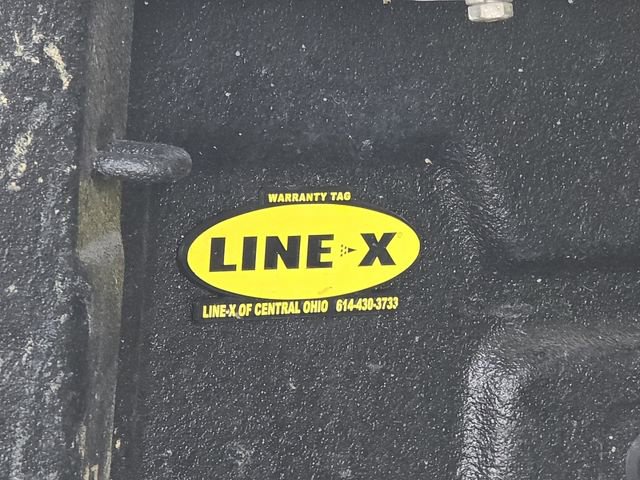 WARRANTY TAG
LINE-X
LINE-X OF CENTRAL OHIO 614-430-3733